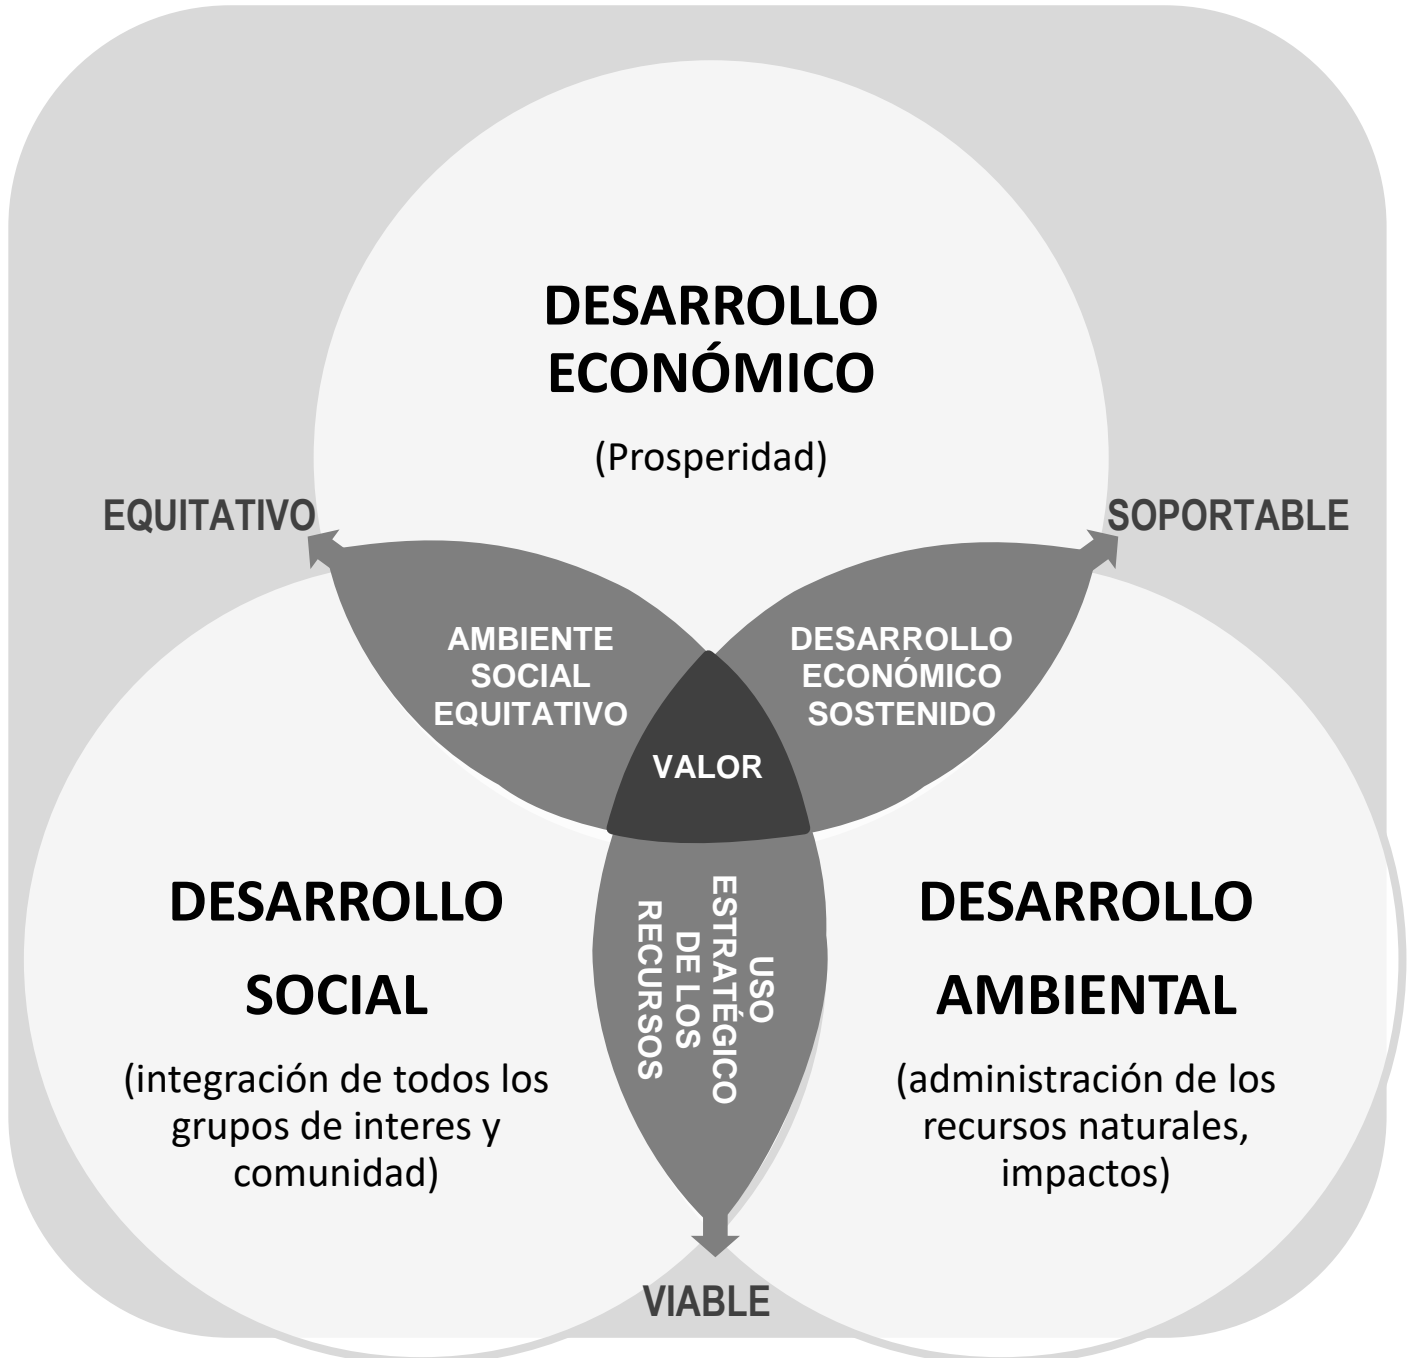 DESARROLLO
ECONÓMICO
(Prosperidad)
EQUITATIVO
SOPORTABLE
AMBIENTE
SOCIAL
EQUITATIVO
DESARROLLO
ECONÓMICO
SOSTENIDO
VALOR
DESARROLLO
SOCIAL
(integración de todos los
grupos de interes y
comunidad)
USO
ESTRATÉGICO
DE LOS
RECURSOS
DESARROLLO
AMBIENTAL
(administración de los
recursos naturales,
impactos)
VIABLE